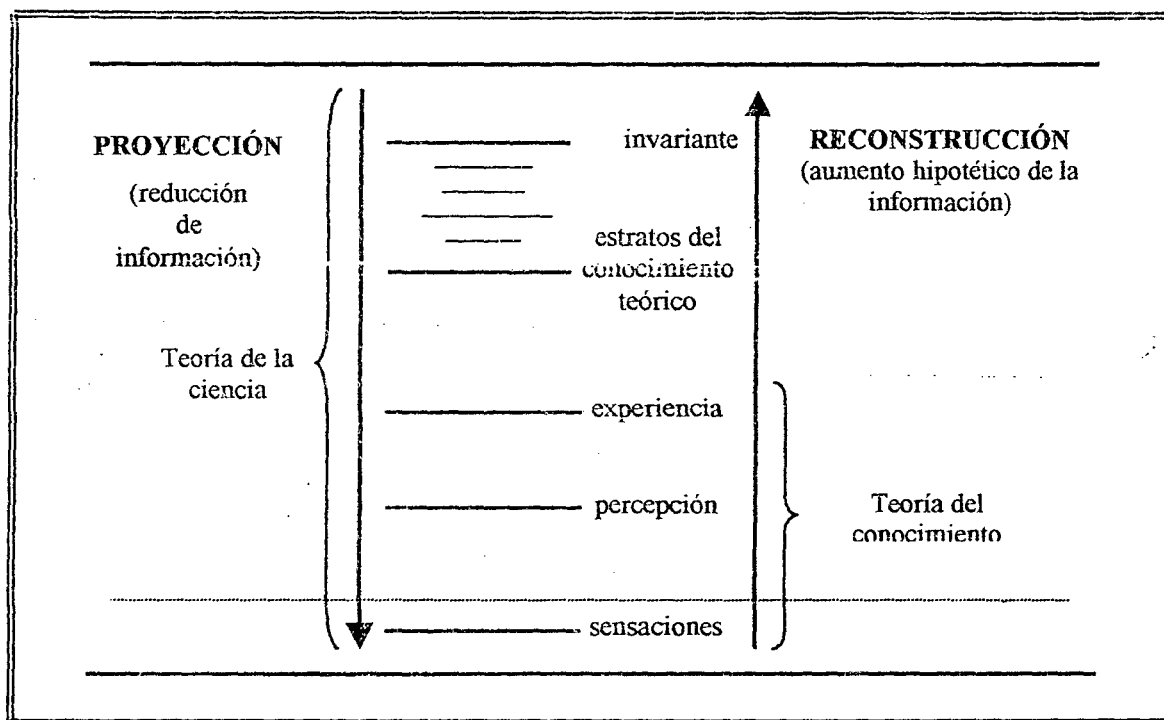 PROYECCIÓN
(reducción
de
información)
Teoría de la
ciencia
invariante
estratos del
conocimiento
teórico
experiencia
percepción
sensaciones
RECONSTRUCCIÓN
(aumento hipotético de la
información)
Teoría del
conocimiento